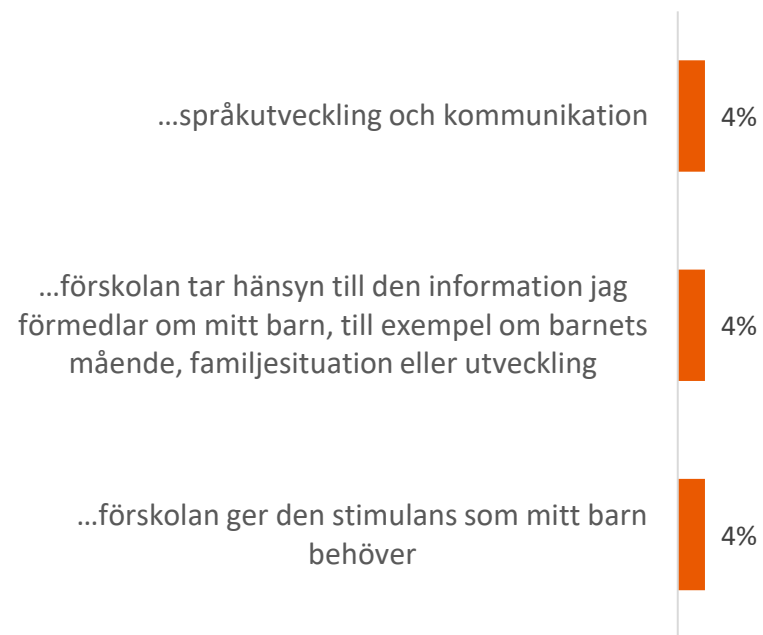 …språkutveckling och kommunikation
4%
…förskolan tar hänsyn till den information jag
förmedlar om mitt barn, till exempel om barnets
mående, familjesituation eller utveckling
4%
…förskolan ger den stimulans som mitt barn
behöver
4%